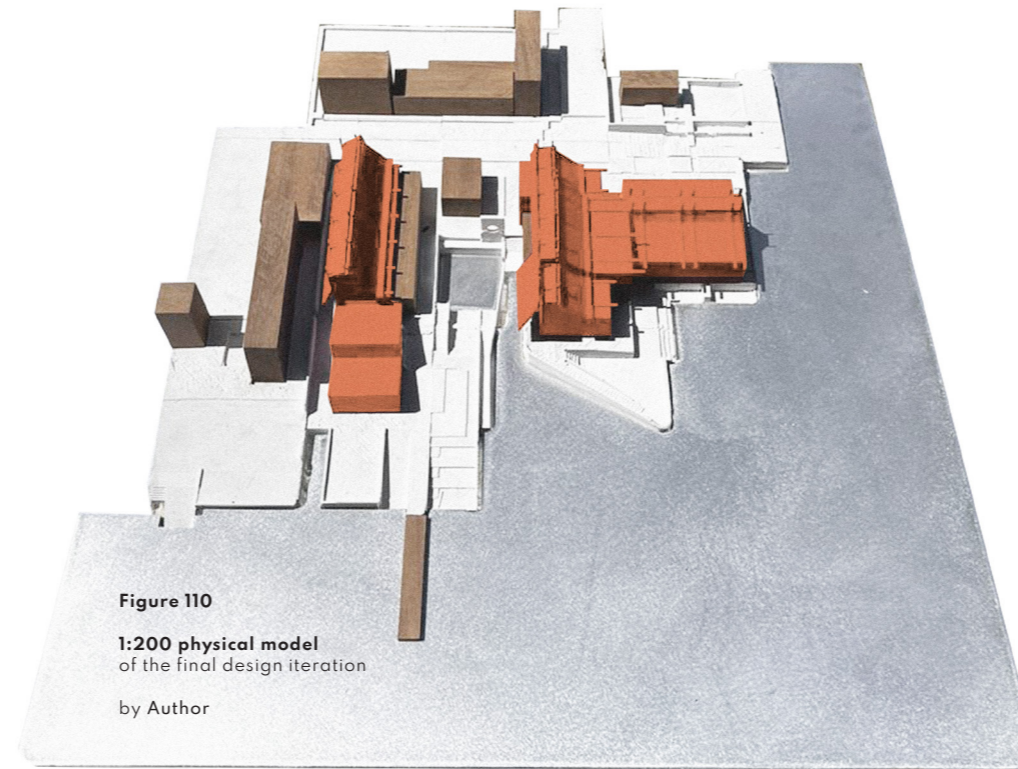 Figure 110
1:200 physical model
of the final design iteration
by Author